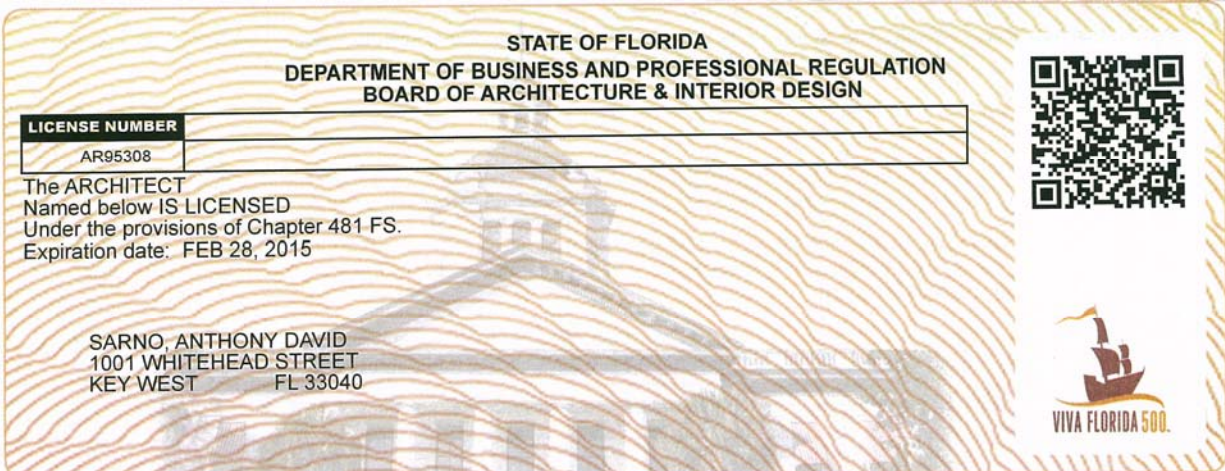 STATE OF FLORIDA
DEPARTMENT OF BUSINESS AND PROFESSIONAL REGULATION
BOARD OF ARCHITECTURE & INTERIOR DESIGN
LICENSE NUMBER
AR95308
The ARCHITECT
Named below IS LICENSED
Under the provisions of Chapter 481 FS.
Expiration date: FEB 28, 2015
SARNO, ANTHONY DAVID
1001 WHITEHEAD STREET
KEY WEST FL 33040
VIVA FLORIDA 500.